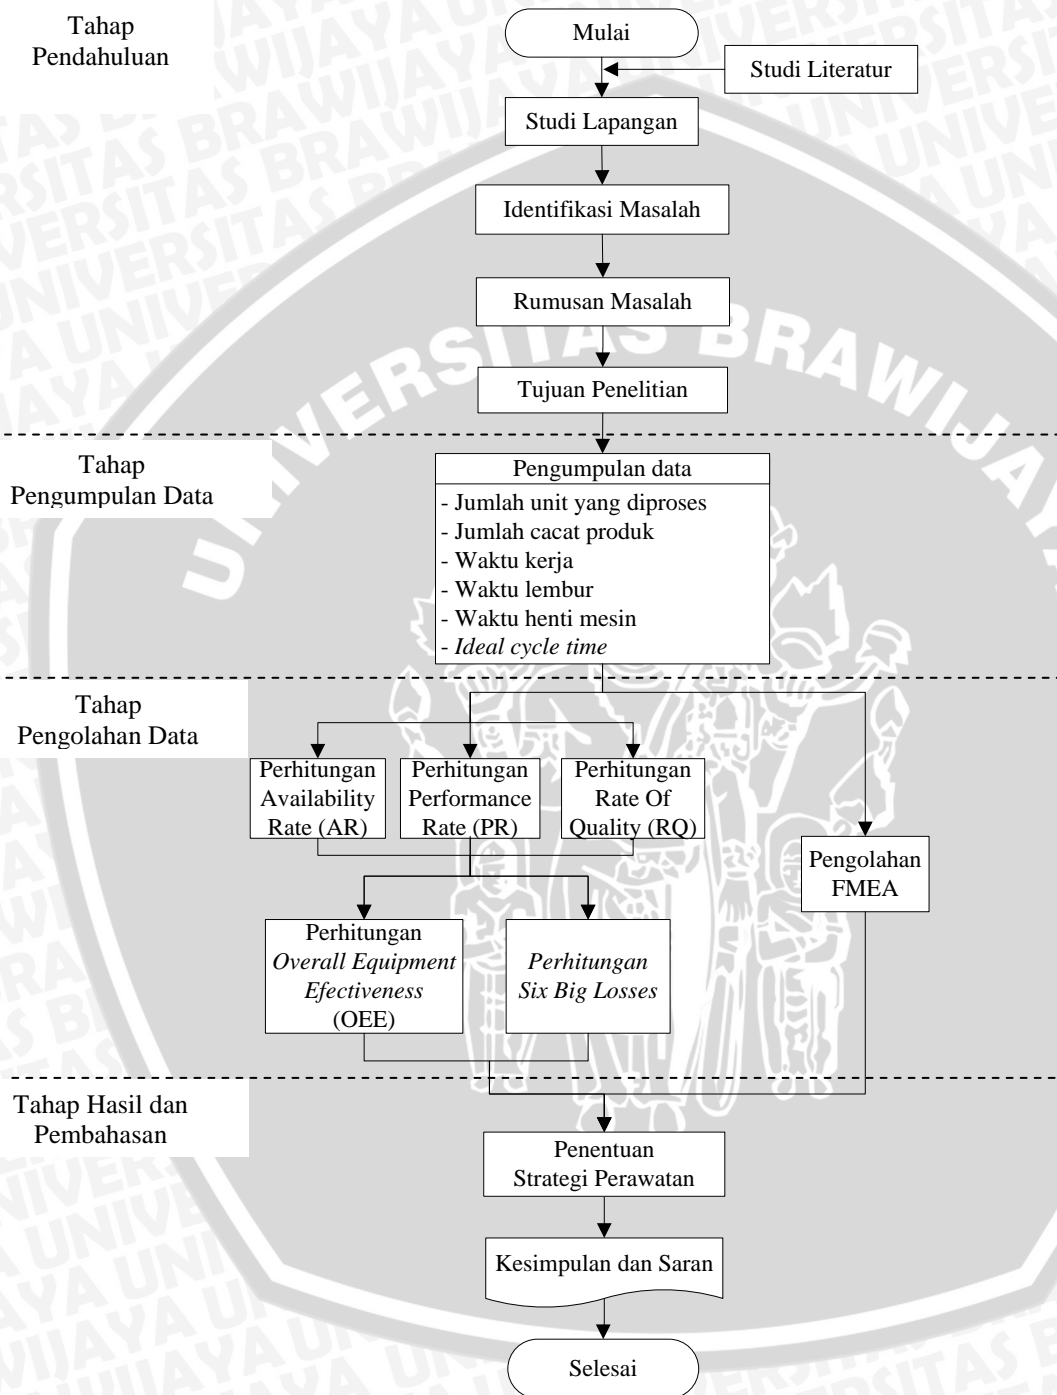 Tahap
Pendahuluan
Mulai
Studi Literatur
Studi Lapangan
Identifikasi Masalah
Rumusan Masalah
Tujuan Penelitian
UNIVERSITAS BRAWIJAYA
Tahap
Pengumpulan Data
Pengumpulan data
- Jumlah unit yang diproses
- Jumlah cacat produk
- Waktu kerja
- Waktu lembur
- Waktu henti mesin
- Ideal cycle time
Tahap
Pengolahan Data
Perhitungan
Availability
Rate (AR)
Perhitungan
Performance
Rate (PR)
Perhitungan
Rate Of
Quality (RQ)
Pengolahan
FMEA
Perhitungan
Overall Equipment
Efectiveness
(OEE)
Perhitungan
Six Big Losses
Tahap Hasil dan
Pembahasan
Penentuan
Strategi Perawatan
Kesimpulan dan Saran
Selesai